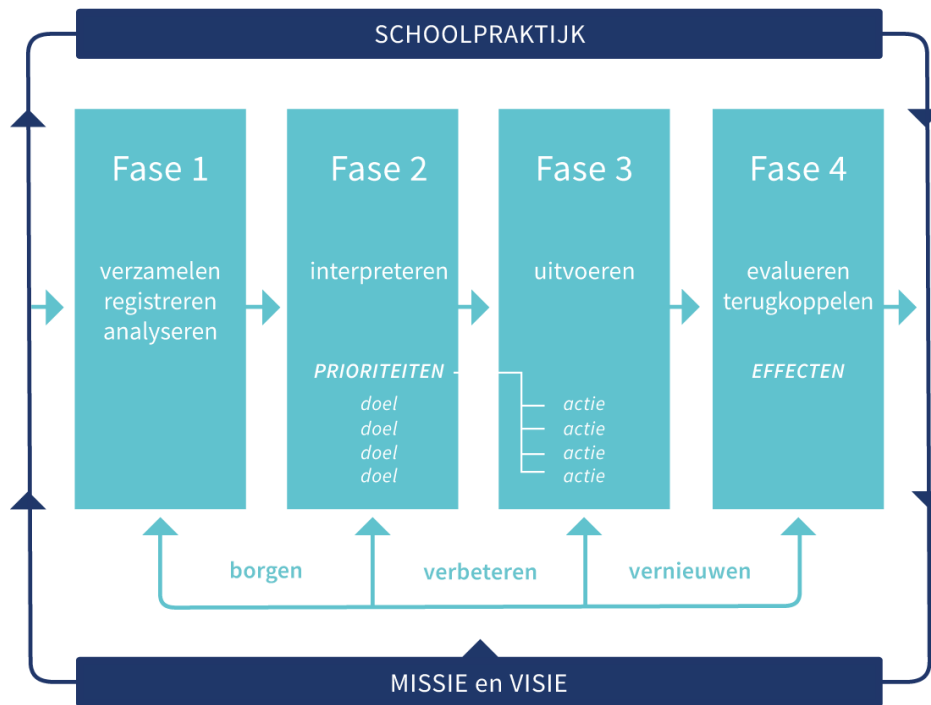 SCHOOLPRAKTIJK
Fase 1
verzamelen
registreren
analyseren
Fase 2
interpreteren
PRIORITEITEN
doel
doel
doel
doel
Fase 3
uitvoeren
actie
actie
actie
actie
Fase 4
evalueren
terugkoppelen
EFFECTEN
borgen
verbeteren
vernieuwen
MISSIE en VISIE